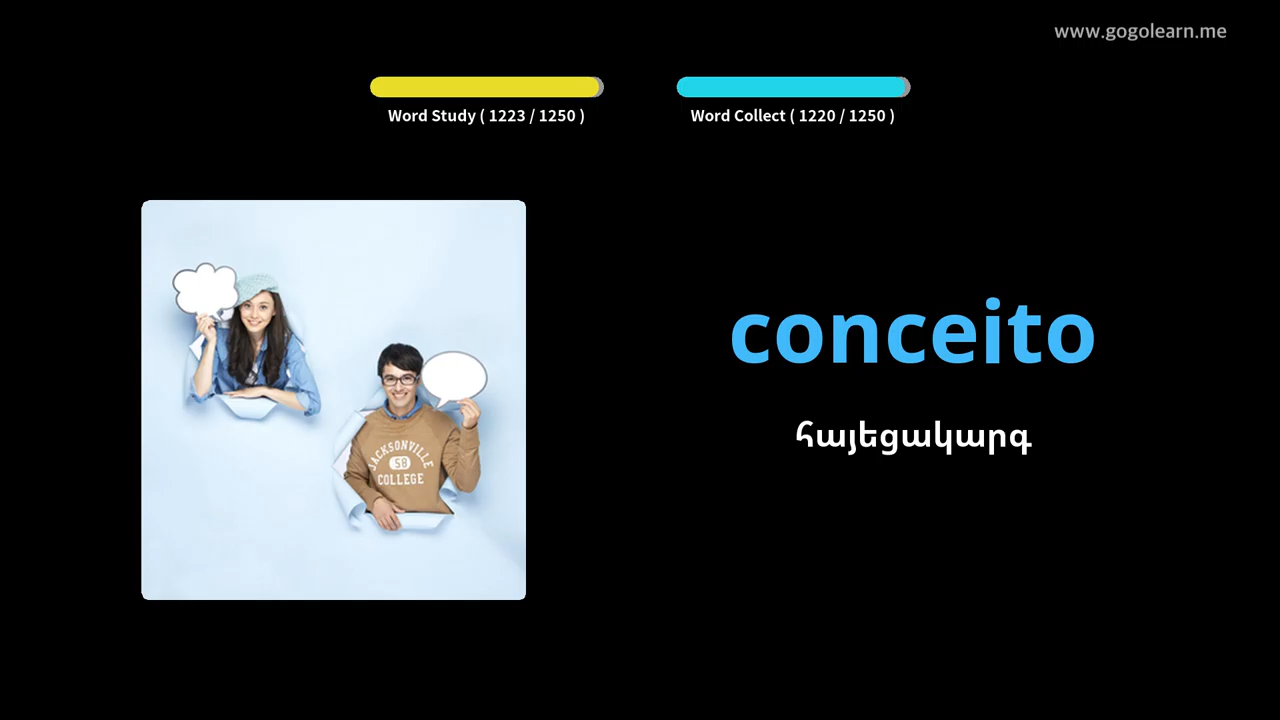 www.gogolearn.me
Word Study ( 1223 / 1250 )
Word Collect ( 1220 / 1250 )
conceito
հայեցակարգ
JACKSONVILLE
58
COLLEGE